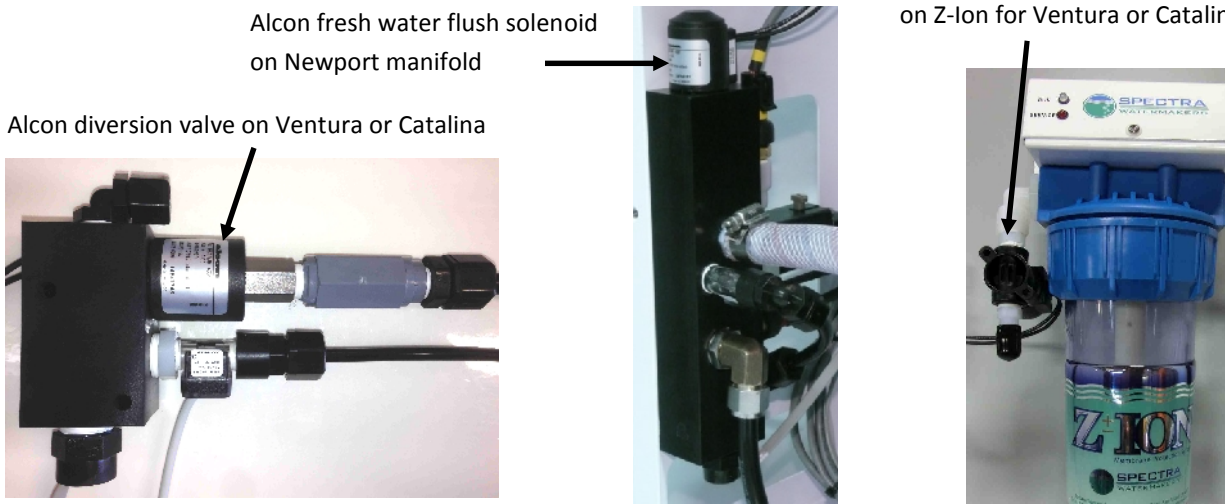 Alcon fresh water flush solenoid
on Newport manifold
on Z-Ion for Ventura or Catalin
Alcon diversion valve on Ventura or Catalina
SPECTRA
WATERMAKERS
Z ION
SPECTRA
WATERMAKERS